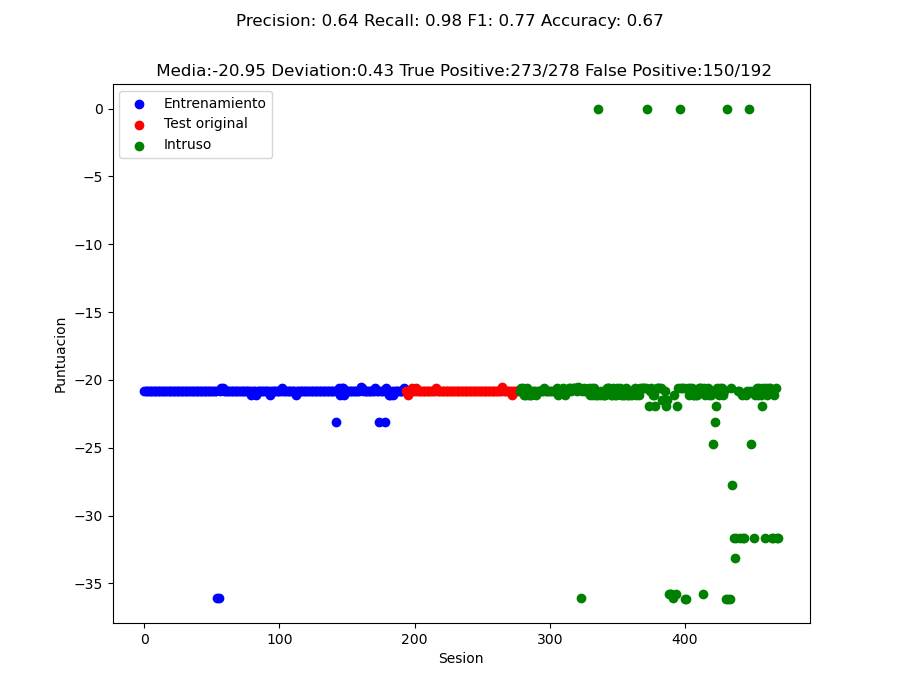 Precision: 0.64 Recall: 0.98 F1: 0.77 Accuracy: 0.67
Media:-20.95 Deviation:0.43 True Positive:273/278 False Positive:150/192
Entrenamiento
Test original
Intruso
0
−5
−10
−15
−20
−25
−30
−35
Puntuacion
0 100 200 300 400
Sesion